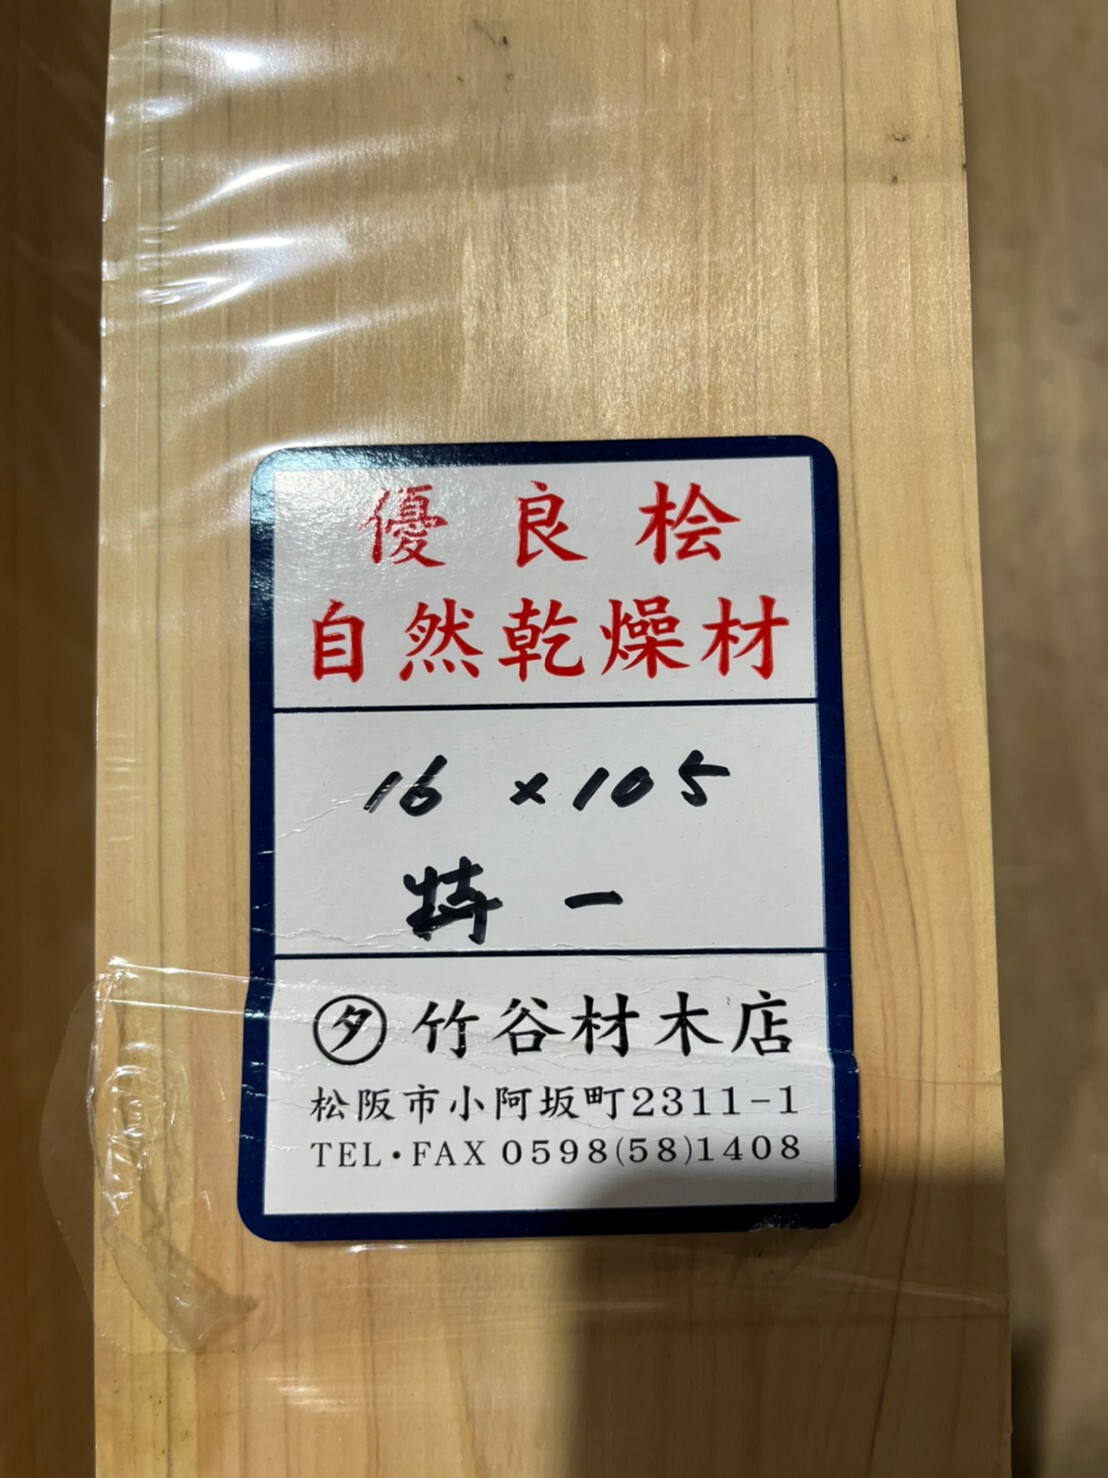 優良桧
自然乾燥材
16×105
特一
㋟竹谷材木店
松阪市小阿坂町2311-1
TEL・FAX 0598(58)1408